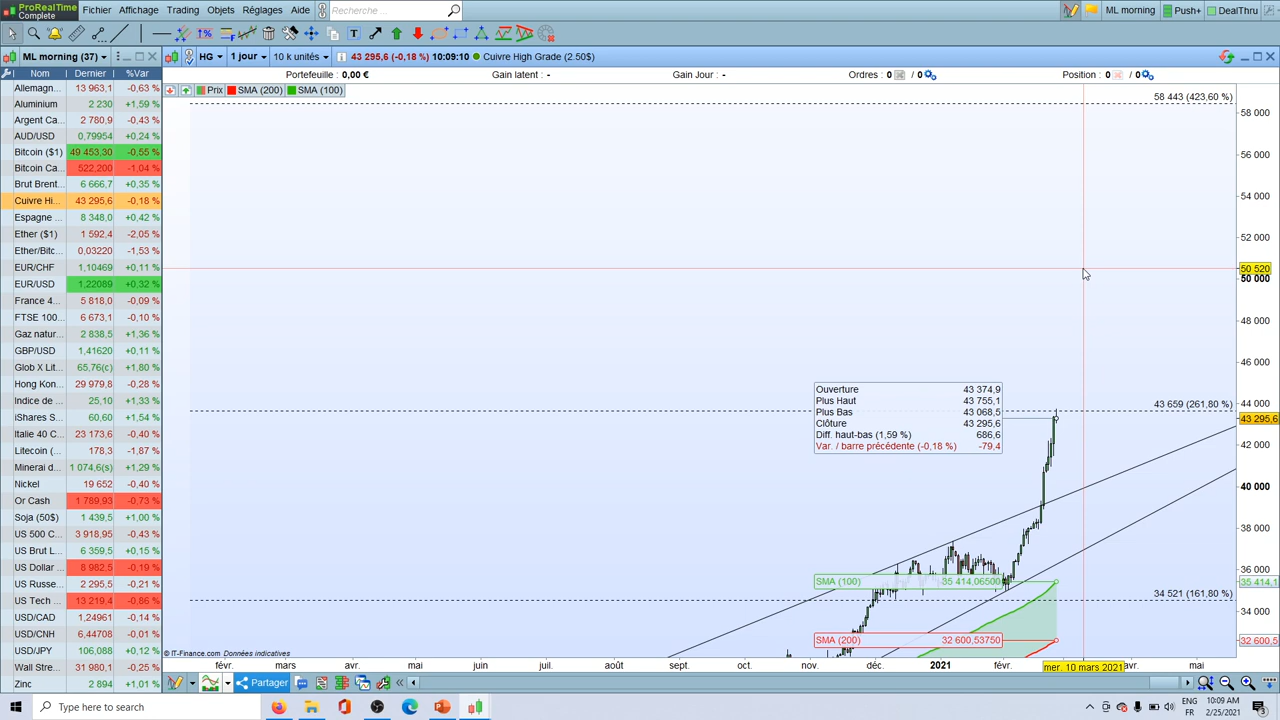 ProRealTime
Complete
Fichier Affichage Trading Objets Réglages Aide
Recherche ...
ML morning Push+ DealThru
ML morning (37)
HG 1 jour 10 k unités 43 295,6 (-0,18 %) 10:09:10 Cuivre High Grade (2.50$)
Nom Dernier %Var
Portefeuille : 0,00 € Gain latent : - Gain Jour : - Ordres : 0 / 0 Position : 0 / 0
Prix SMA (200) SMA (100)
Allemagn... 13 963,1 -0,63 %
Aluminium 2 230 +1,59 %
Argent Ca... 2 780,9 -0,43 %
AUD/USD 0,79954 +0,24 %
Bitcoin ($1) 49 453,30 -0,55 %
Bitcoin Ca... 522,200 -1,04 %
Brut Brent... 6 666,7 +0,35 %
Cuivre Hi... 43 295,6 -0,18 %
Espagne ... 8 348,0 +0,42 %
Ether ($1) 1 592,4 -2,05 %
Ether/Bitc... 0,03220 -1,53 %
EUR/CHF 1,10469 +0,11 %
EUR/USD 1,22089 +0,32 %
France 4... 5 818,0 -0,09 %
FTSE 100... 6 673,1 -0,10 %
Gaz natur... 2 838,5 +1,36 %
GBP/USD 1,41620 +0,11 %
Glob X Lit... 65,76(c) +1,80 %
Hong Kon... 29 979,8 -0,28 %
Indice de ... 25,10 +1,33 %
iShares S... 60,60 +1,54 %
Italie 40 C... 23 173,6 -0,40 %
Litecoin (... 178,3 -1,87 %
Minerai d... 1 074,6(s) +1,29 %
Nickel 19 652 -0,40 %
Or Cash 1 789,93 -0,73 %
Soja (50$) 1 439,5 +1,00 %
US 500 C... 3 918,95 -0,43 %
US Brut L... 6 359,5 +0,15 %
US Dollar ... 8 982,5 -0,19 %
US Russe... 2 295,5 -0,21 %
US Tech ... 13 219,4 -0,86 %
USD/CAD 1,24961 -0,14 %
USD/CNH 6,44708 -0,01 %
USD/JPY 106,088 +0,12 %
Wall Stre... 31 980,1 -0,25 %
Zinc 2 894 +1,01 %
58 443 (423,60 %)
58 000
56 000
54 000
52 000
50 520
50 000
48 000
46 000
44 000
43 659 (261,80 %)
43 295,6
42 000
40 000
38 000
36 000
35 414,1
34 521 (161,80 %)
34 000
32 600,5
Ouverture 43 374,9
Plus Haut 43 755,1
Plus Bas 43 068,5
Clôture 43 295,6
Diff. haut-bas (1,59 %) 686,6
Var. / barre précédente (-0,18 %) -79,4
SMA (100) 35 414,06500
SMA (200) 32 600,53750
© IT-Finance.com Données indicatives
févr. mars avr. mai juin juil. août sept. oct. nov. déc. 2021 févr. mer. 10 mars 2021 avr. mai
Partager
Type here to search
ENG
FR
10:09 AM
2/25/2021
3